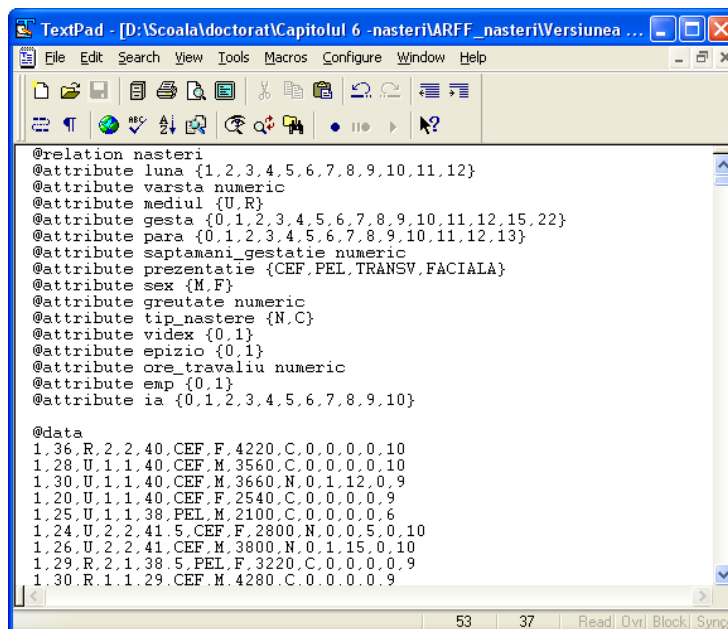 TextPad - [D:\Scoala\doctorat\Capitolul 6 -nasteri\ARFF_nasteri\Versiunea ...
File Edit Search View Tools Macros Configure Window Help
@relation nasteri
@attribute luna {1,2,3,4,5,6,7,8,9,10,11,12}
@attribute varsta numeric
@attribute mediul {U,R}
@attribute gesta {0,1,2,3,4,5,6,7,8,9,10,11,12,15,22}
@attribute para {0,1,2,3,4,5,6,7,8,9,10,11,12,13}
@attribute saptamani_gestatie numeric
@attribute prezentatie {CEF,PEL,TRANSV,FACIALA}
@attribute sex {M,F}
@attribute greutate numeric
@attribute tip_nastere {N,C}
@attribute videx {0,1}
@attribute epizio {0,1}
@attribute ore_travaliu numeric
@attribute emp {0,1}
@attribute ia {0,1,2,3,4,5,6,7,8,9,10}
@data
1,36,R,2,2,40,CEF,F,4220,C,0,0,0,0,10
1,28,U,1,1,40,CEF,M,3560,C,0,0,0,0,10
1,30,U,1,1,40,CEF,M,3660,N,0,1,12,0,9
1,20,U,1,1,40,CEF,F,2540,C,0,0,0,0,9
1,25,U,1,1,38,PEL,M,2100,C,0,0,0,0,6
1,24,U,2,2,41.5,CEF,F,2800,N,0,0,5,0,10
1,26,U,2,2,41,CEF,M,3800,N,0,1,15,0,10
1,29,R,2,1,38.5,PEL,F,3220,C,0,0,0,0,9
1,30,R,1,1,29,CEF,M,4280,C,0,0,0,0,9
53 37 Read Ovr Block Sync